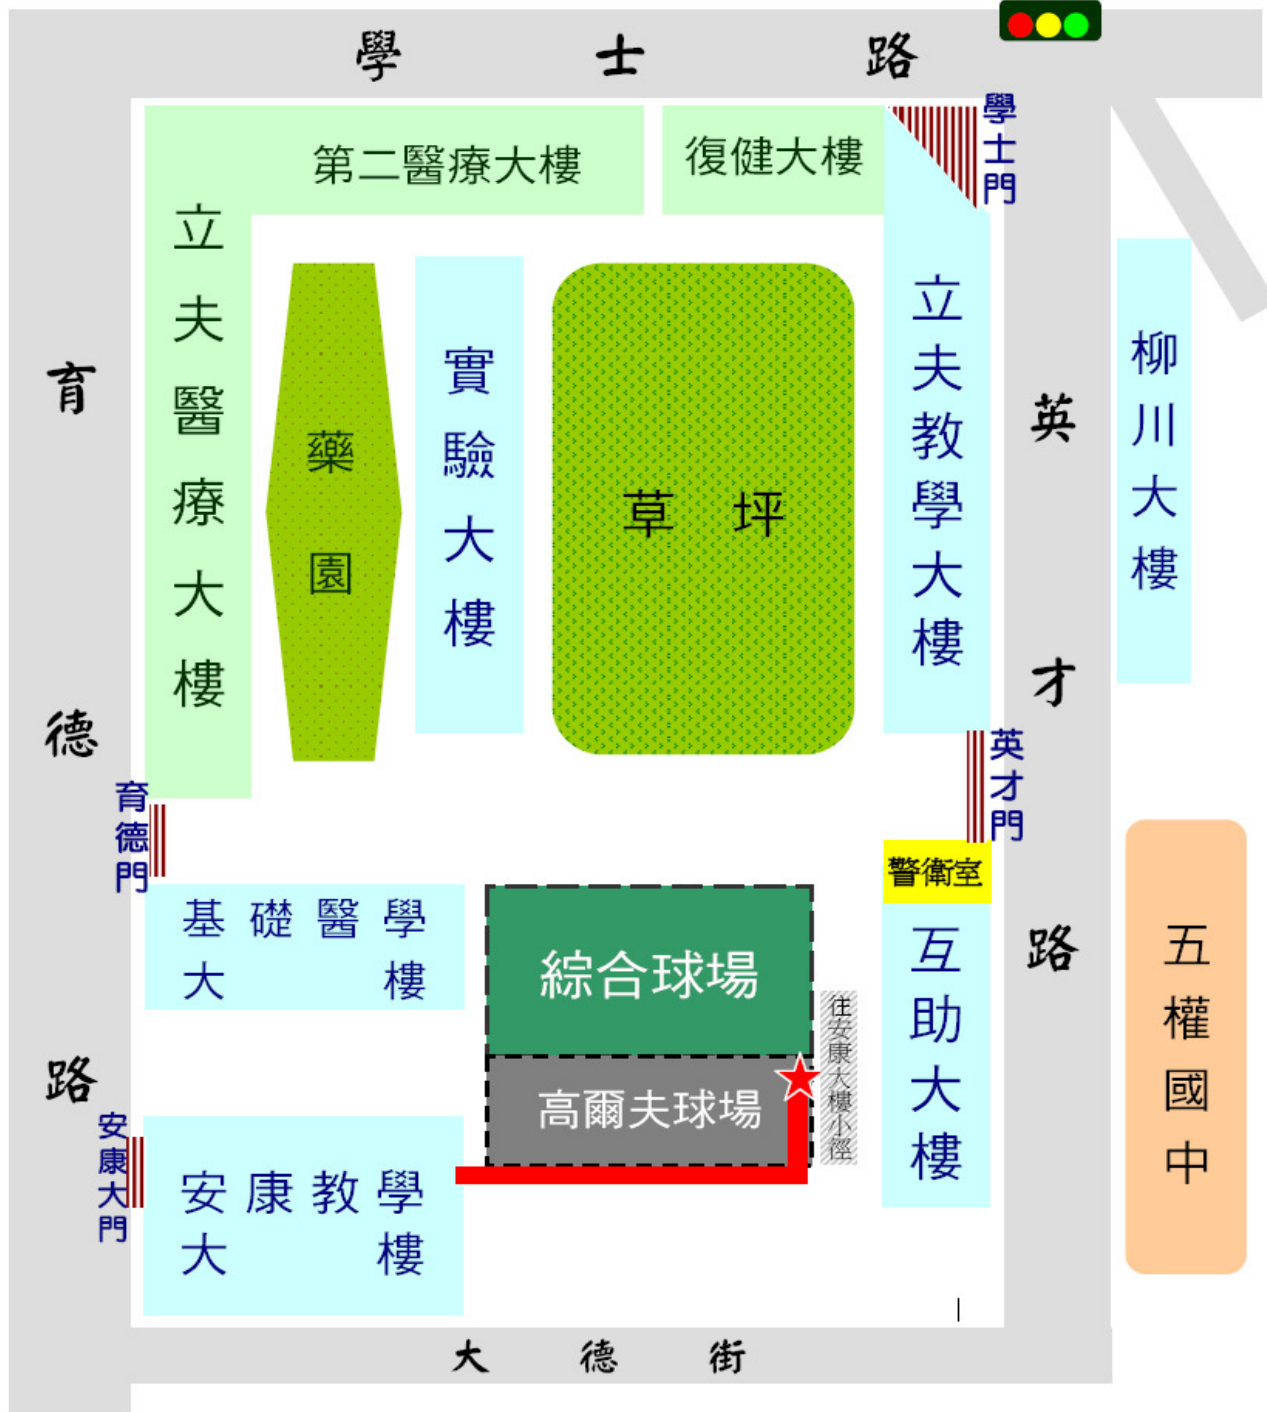 學士路
學士門
第二醫療大樓
復健大樓
立夫醫療大樓
藥園
實驗大樓
草坪
立夫教學大樓
柳川大樓
育德路
英才路
英才門
育德門
警衛室
基礎醫學
大樓
綜合球場
往安康大樓小徑
互助大樓
五權國中
高爾夫球場
安康大門
安康教學
大樓
大德街